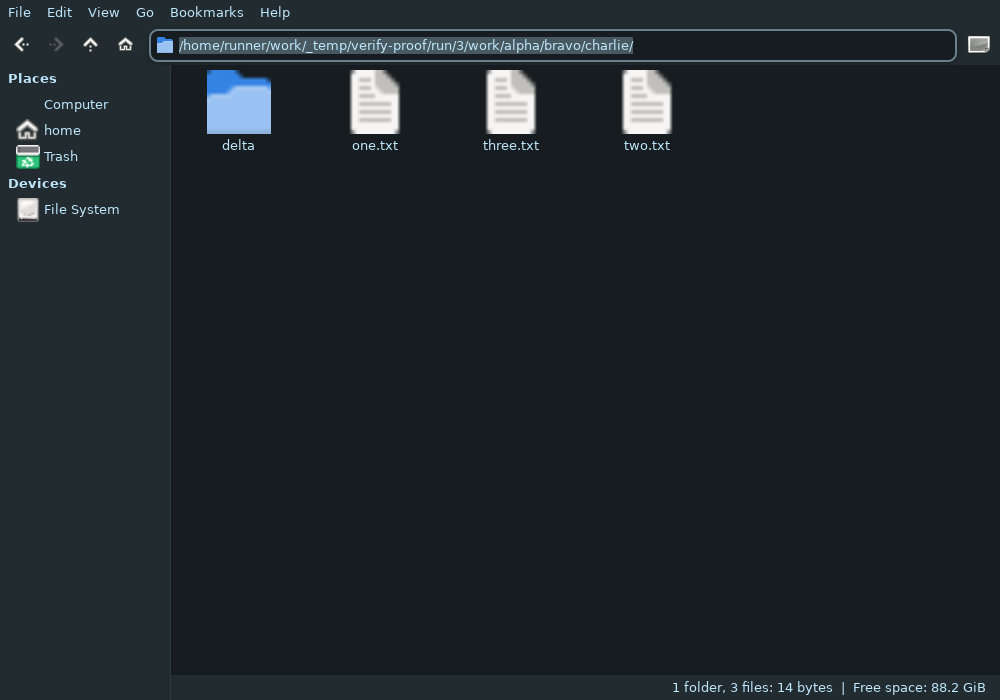 File Edit View Go Bookmarks Help
/home/runner/work/_temp/verify-proof/run/3/work/alpha/bravo/charlie/
Places
Computer
home
Trash
Devices
File System
delta one.txt three.txt two.txt
1 folder, 3 files: 14 bytes | Free space: 88.2 GiB